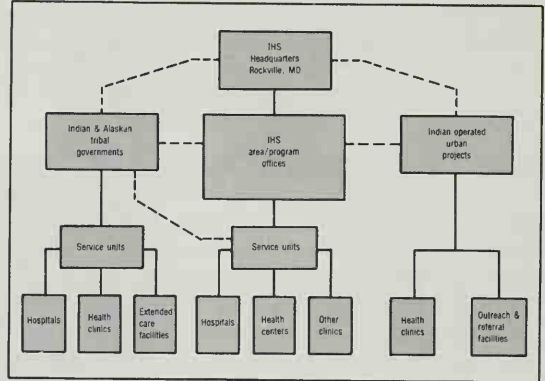 IHS
Headquarters
Rockville, MD
Indian & Alaskan
tribal
governments
IHS
area/program
offices
Indian operated
urban
projects
Service units
Service units
Hospitals
Health
clinics
Extended
care
facilities
Hospitals
Health
centers
Other
clinics
Health
clinics
Outreach &
referral
facilities